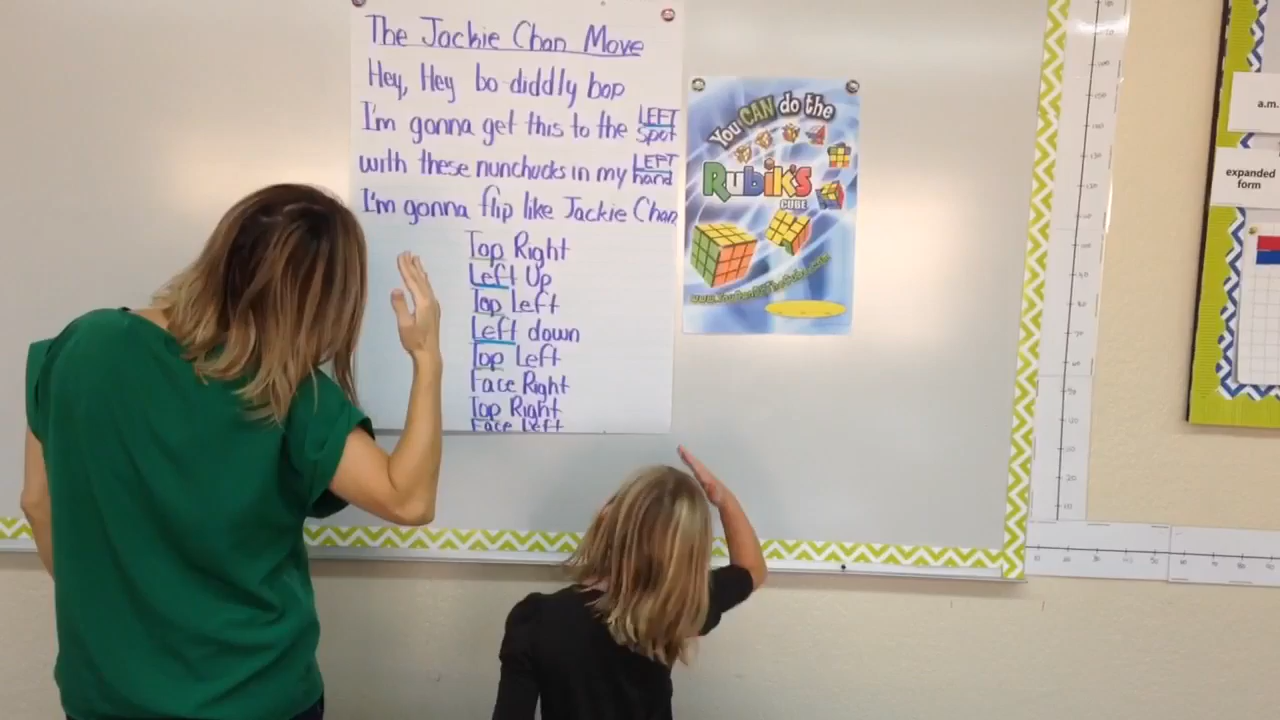 The Jackie Chan Move
Hey, Hey bo-diddly bop
I'm gonna get this to the LEFT spot
with these nunchucks in my LEFT hand
I'm gonna flip like Jackie Chan
Top Right
Left Up
Top Left
Left down
Top Left
Face Right
Top Right
Face Left
You CAN do the
RUBIK'S
CUBE
a.m.
expanded
form